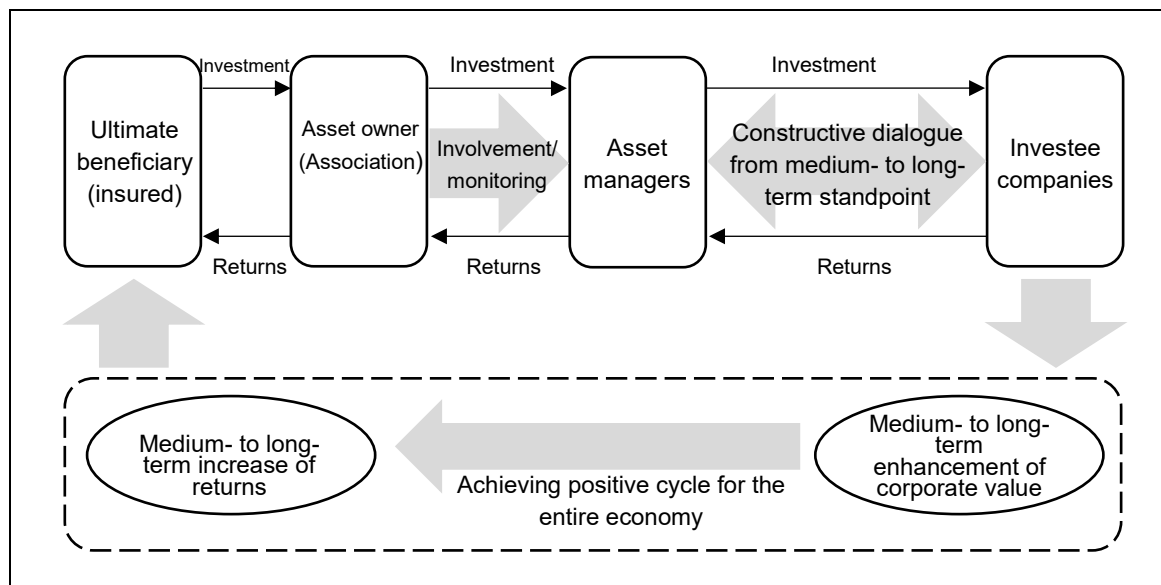 Investment
Investment
Investment
Ultimate
beneficiary
(insured)
Asset owner
(Association)
Involvement/
monitoring
Asset
managers
Constructive dialogue
from medium- to long-
term standpoint
Investee
companies
Returns
Returns
Returns
Medium- to long-
term increase of
returns
Achieving positive cycle for the
entire economy
Medium- to long-
term
enhancement of
corporate value